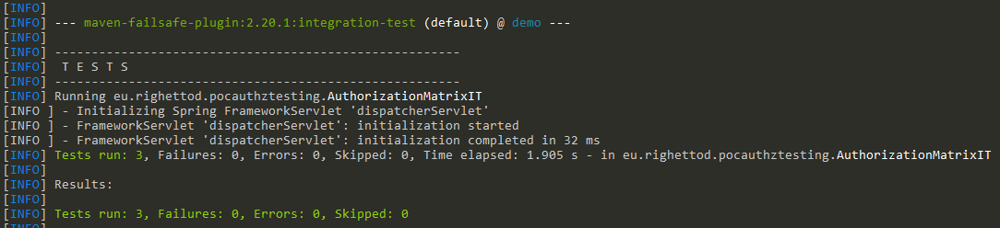 [INFO]
[INFO] --- maven-failsafe-plugin:2.20.1:integration-test (default) @ demo ---
[INFO]
[INFO] -------------------------------------------------------
[INFO]  T E S T S
[INFO] -------------------------------------------------------
[INFO] Running eu.righettod.pocauthztesting.AuthorizationMatrixIT
[INFO ] - Initializing Spring FrameworkServlet 'dispatcherServlet'
[INFO ] - FrameworkServlet 'dispatcherServlet': initialization started
[INFO ] - FrameworkServlet 'dispatcherServlet': initialization completed in 32 ms
[INFO] Tests run: 3, Failures: 0, Errors: 0, Skipped: 0, Time elapsed: 1.905 s - in eu.righettod.pocauthztesting.AuthorizationMatrixIT
[INFO]
[INFO] Results:
[INFO]
[INFO] Tests run: 3, Failures: 0, Errors: 0, Skipped: 0
[INFO]